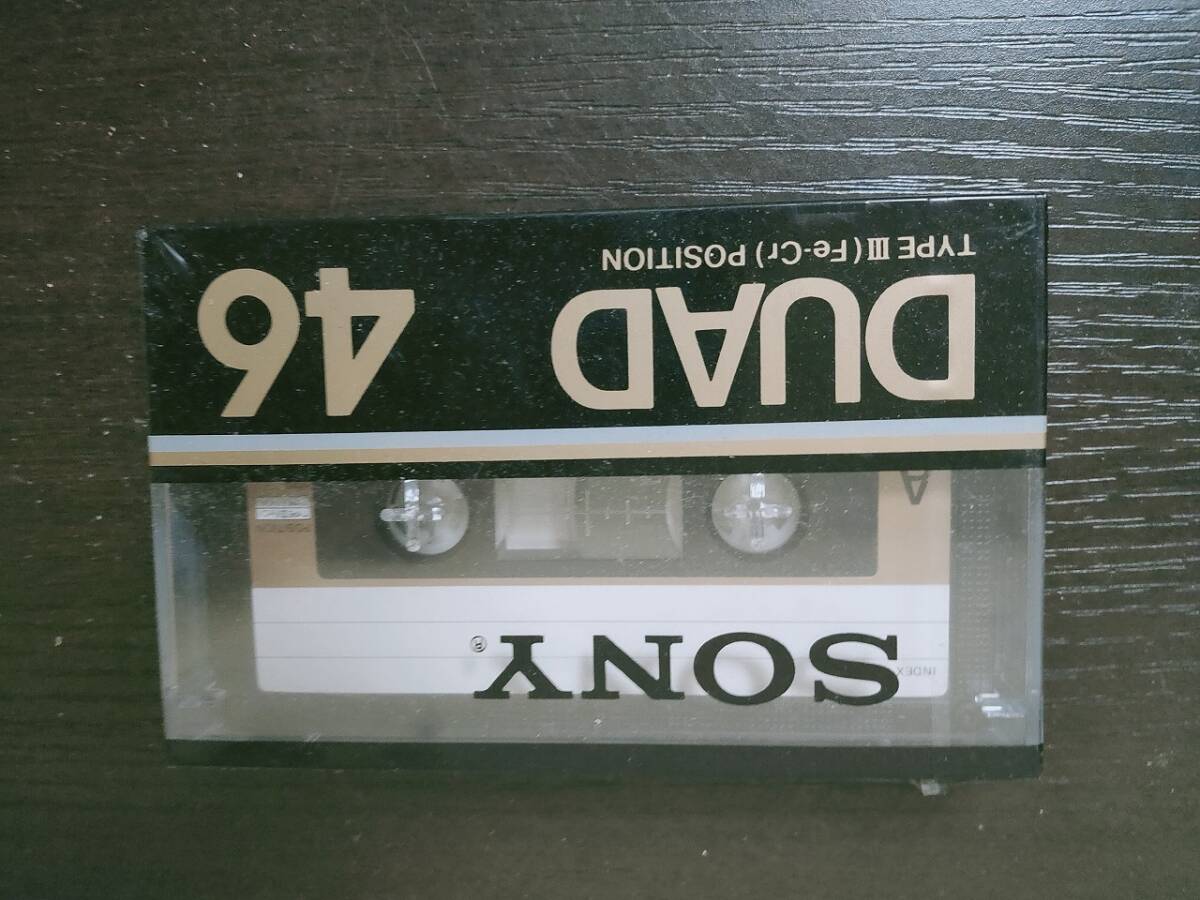 SONY®
INDEX
A
DUAD 46
TYPE III (Fe-Cr) POSITION